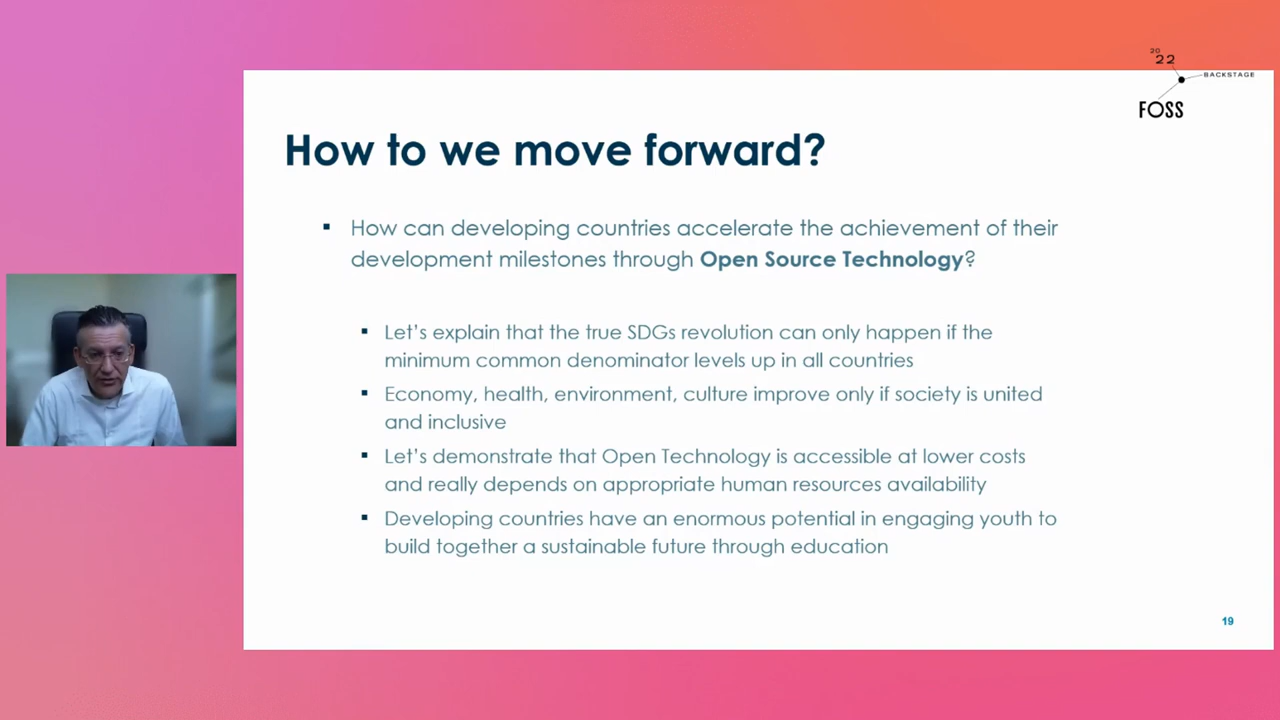 20
22
BACKSTAGE
FOSS
How to we move forward?
▪ How can developing countries accelerate the achievement of their
development milestones through Open Source Technology?
▪ Let’s explain that the true SDGs revolution can only happen if the
minimum common denominator levels up in all countries
▪ Economy, health, environment, culture improve only if society is united
and inclusive
▪ Let’s demonstrate that Open Technology is accessible at lower costs
and really depends on appropriate human resources availability
▪ Developing countries have an enormous potential in engaging youth to
build together a sustainable future through education
19